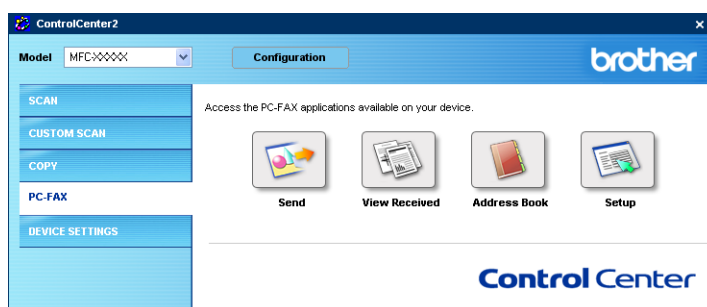 ControlCenter2
Model MFC-XXXXX Configuration brother
SCAN
CUSTOM SCAN
COPY
PC-FAX
DEVICE SETTINGS
Access the PC-FAX applications available on your device.
Send View Received Address Book Setup
Control Center